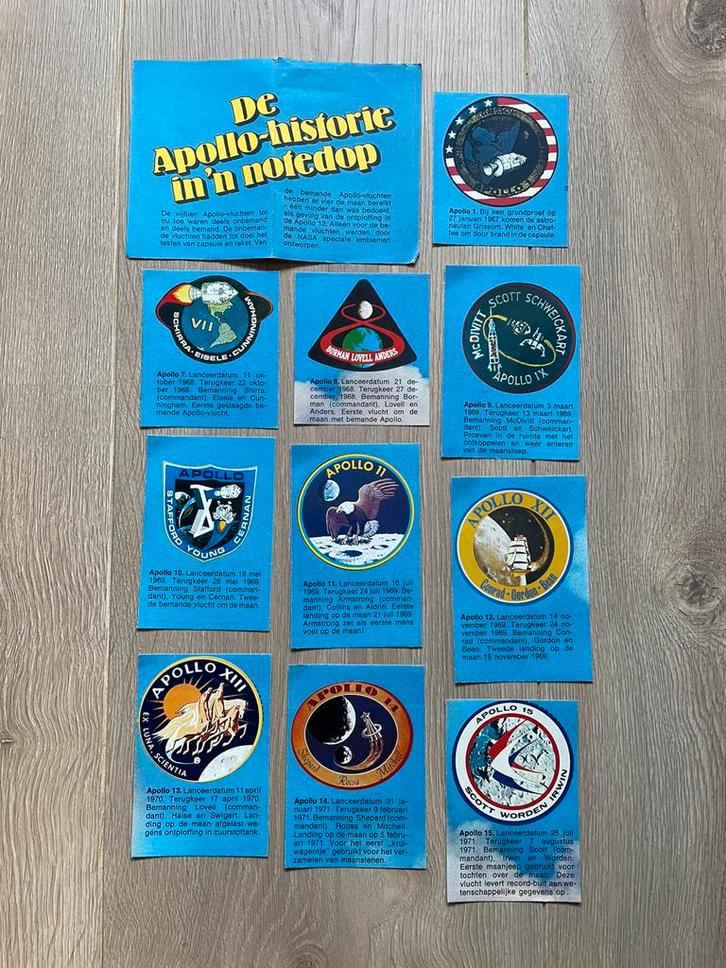 De
Apollo-historie
in 'n notedop
De vijftien Apollo-vluchten tot
nu toe waren deels onbemand
en deels bemand. De onbeman-
de vluchten hadden tot doel het
testen van capsule en raket. Van
de bemande Apollo-vluchten
hebben er vier de maan bereikt
- één minder dan was bedoeld,
als gevolg van de ontploffing in
de Apollo 13. Alleen voor de be-
mande vluchten werden door
de NASA speciale emblemen
ontworpen.
Apollo 1. Bij een grondproef op
27 januari 1967 komen de astro-
nauten Grissom, White en Chaf-
fee om door brand in de capsule.
VII
SCHIRRA · EISELE · CUNNINGHAM
Apollo 7. Lanceerdatum 11 ok-
tober 1968. Terugkeer 22 okto-
ber 1968. Bemanning Shirra.
(commandant), Eisele en Cun-
ningham. Eerste geslaagde be-
mande Apollo-vlucht.
BORMAN LOVELL ANDERS
Apollo 8. Lanceerdatum 21 de-
cember 1968. Terugkeer 27 de-
cember 1968. Bemanning Bor-
man (commandant), Lovell en
Anders. Eerste vlucht om de
maan met bemande Apollo.
McDIVITT SCOTT SCHWEICKART
APOLLO IX
Apollo 9. Lanceerdatum 3 maart
1969. Terugkeer 13 maart 1969.
Bemanning McDivitt (comman-
dant), Scott en Schweickart.
Proeven in de ruimte met het
ontkoppelen en weer enteren
van de maansloep.
APOLLO
STAFFORD YOUNG CERNAN
Apollo 10. Lanceerdatum 18 mei
1969. Terugkeer 26 mei 1969.
Bemanning Stafford (comman-
dant), Young en Cernan. Twee-
de bemande vlucht om de maan.
APOLLO 11
Apollo 11. Lanceerdatum 16 juli
1969. Terugkeer 24 juli 1969. Be-
manning Armstrong (comman-
dant), Collins en Aldrin. Eerste
landing op de maan 21 juli 1969.
Armstrong zet als eerste mens
voet op de maan!
APOLLO XII
Conrad · Gordon · Bean
Apollo 12. Lanceerdatum 14 no-
vember 1969. Terugkeer 24 no-
vember 1969. Bemanning Con-
rad (commandant), Gordon en
Bean. Tweede landing op de
maan 19 november 1969.
APOLLO XIII
EX LUNA, SCIENTIA
Apollo 13. Lanceerdatum 11 april
1970. Terugkeer 17 april 1970.
Bemanning Lovell (comman-
dant), Haise en Swigert. Lan-
ding op de maan afgelast we-
gens ontploffing in zuurstoftank.
APOLLO 14
Shepard Roosa Mitchell
Apollo 14. Lanceerdatum 31 ja-
nuari 1971. Terugkeer 9 februari
1971. Bemanning Shepard (com-
mandant), Roosa en Mitchell.
Landing op de maan op 5 febru-
ari 1971. Voor het eerst „krui-
wagentje" gebruikt voor het ver-
zamelen van maanstenen.
APOLLO 15
SCOTT WORDEN IRWIN
Apollo 15. Lanceerdatum 26 juli
1971. Terugkeer 7 augustus
1971. Bemanning Scott (com-
mandant), Irwin en Worden.
Eerste maanjeep gebruikt voor
tochten over de maan. Deze
vlucht levert record-buit aan we-
tenschappelijke gegevens op.